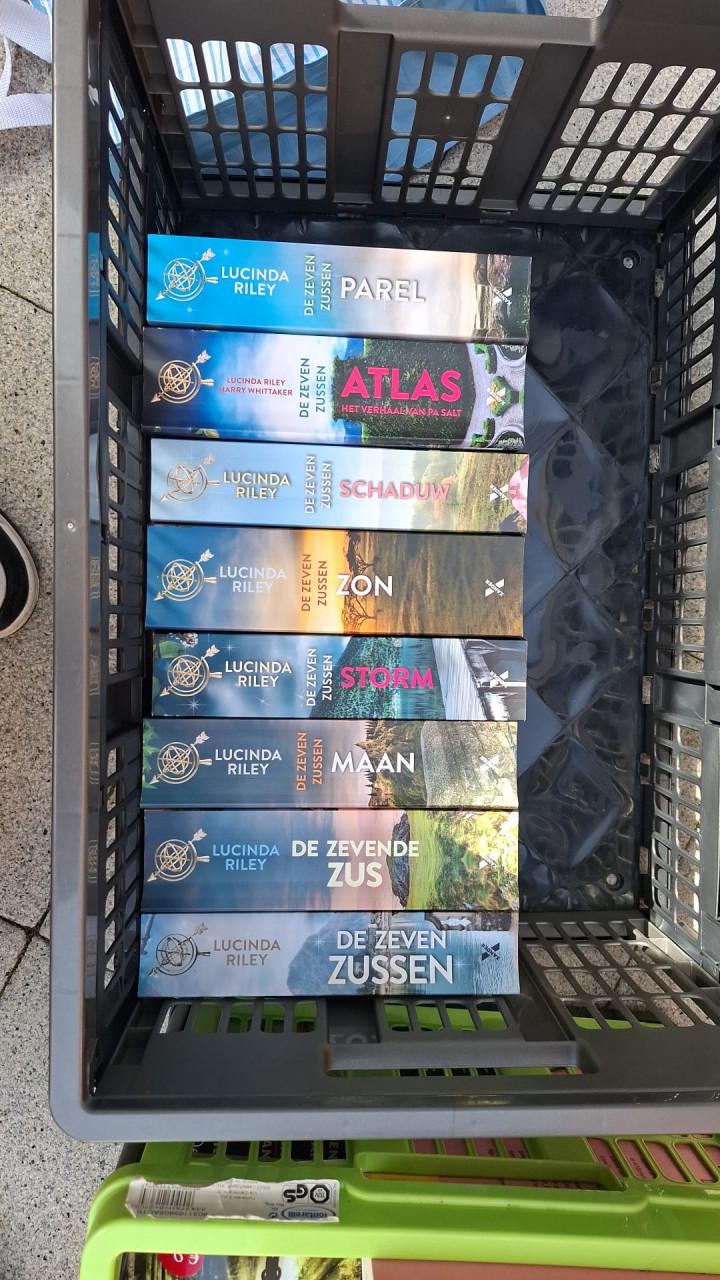 LUCINDA
RILEY
DE ZEVEN
ZUSSEN
PAREL
LUCINDA RILEY
HARRY WHITTAKER
DE ZEVEN
ZUSSEN
ATLAS
HET VERHAAL VAN PA SALT
LUCINDA
RILEY
DE ZEVEN
ZUSSEN
SCHADUW
LUCINDA
RILEY
DE ZEVEN
ZUSSEN
ZON
LUCINDA
RILEY
DE ZEVEN
ZUSSEN
STORM
LUCINDA
RILEY
DE ZEVEN
ZUSSEN
MAAN
LUCINDA
RILEY
DE ZEVENDE
ZUS
LUCINDA
RILEY
DE ZEVEN
ZUSSEN
GS